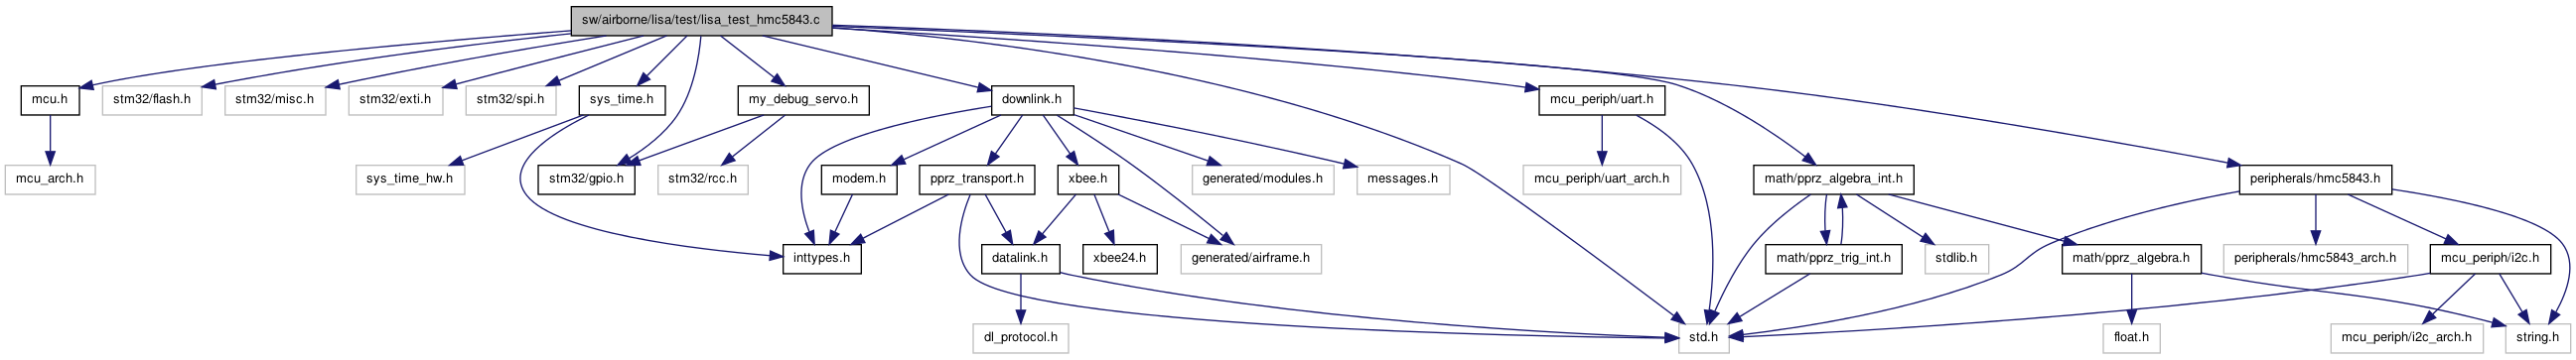 sw/airborne/lisa/test/lisa_test_hmc5843.c
mcu.h
stm32/flash.h
stm32/misc.h
stm32/exti.h
stm32/spi.h
sys_time.h
my_debug_servo.h
downlink.h
mcu_periph/uart.h
mcu_arch.h
sys_time_hw.h
stm32/gpio.h
stm32/rcc.h
modem.h
pprz_transport.h
xbee.h
generated/modules.h
messages.h
mcu_periph/uart_arch.h
math/pprz_algebra_int.h
peripherals/hmc5843.h
inttypes.h
datalink.h
xbee24.h
generated/airframe.h
math/pprz_trig_int.h
stdlib.h
math/pprz_algebra.h
peripherals/hmc5843_arch.h
mcu_periph/i2c.h
dl_protocol.h
std.h
float.h
mcu_periph/i2c_arch.h
string.h